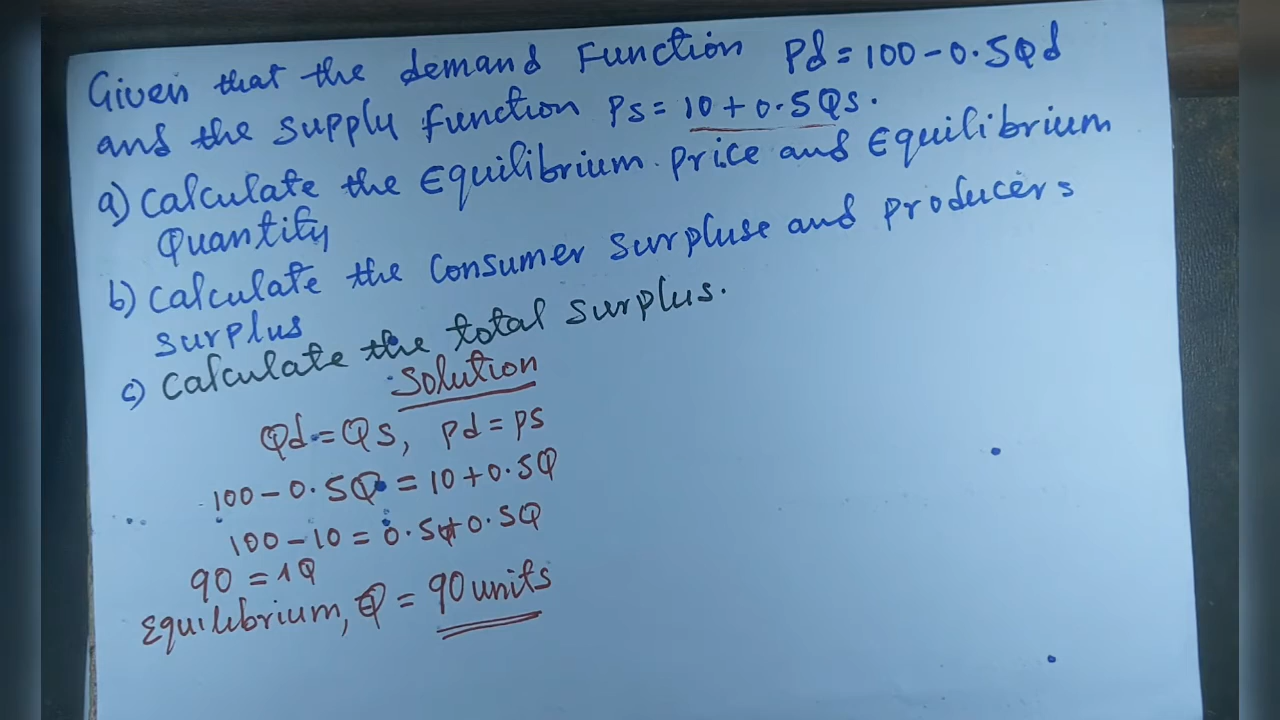 Given that the demand Function Pd = 100 - 0.5Qd
and the supply function Ps = 10 + 0.5Qs.
a) Calculate the Equilibrium Price and Equilibrium
Quantity
b) Calculate the Consumer Surpluse and producers
surplus
c) Calculate the total surplus.
Solution
Qd = Qs, Pd = Ps
100 - 0.5Q = 10 + 0.5Q
100 - 10 = 0.5Q + 0.5Q
90 = 1Q
Equilibrium, Q = 90 units